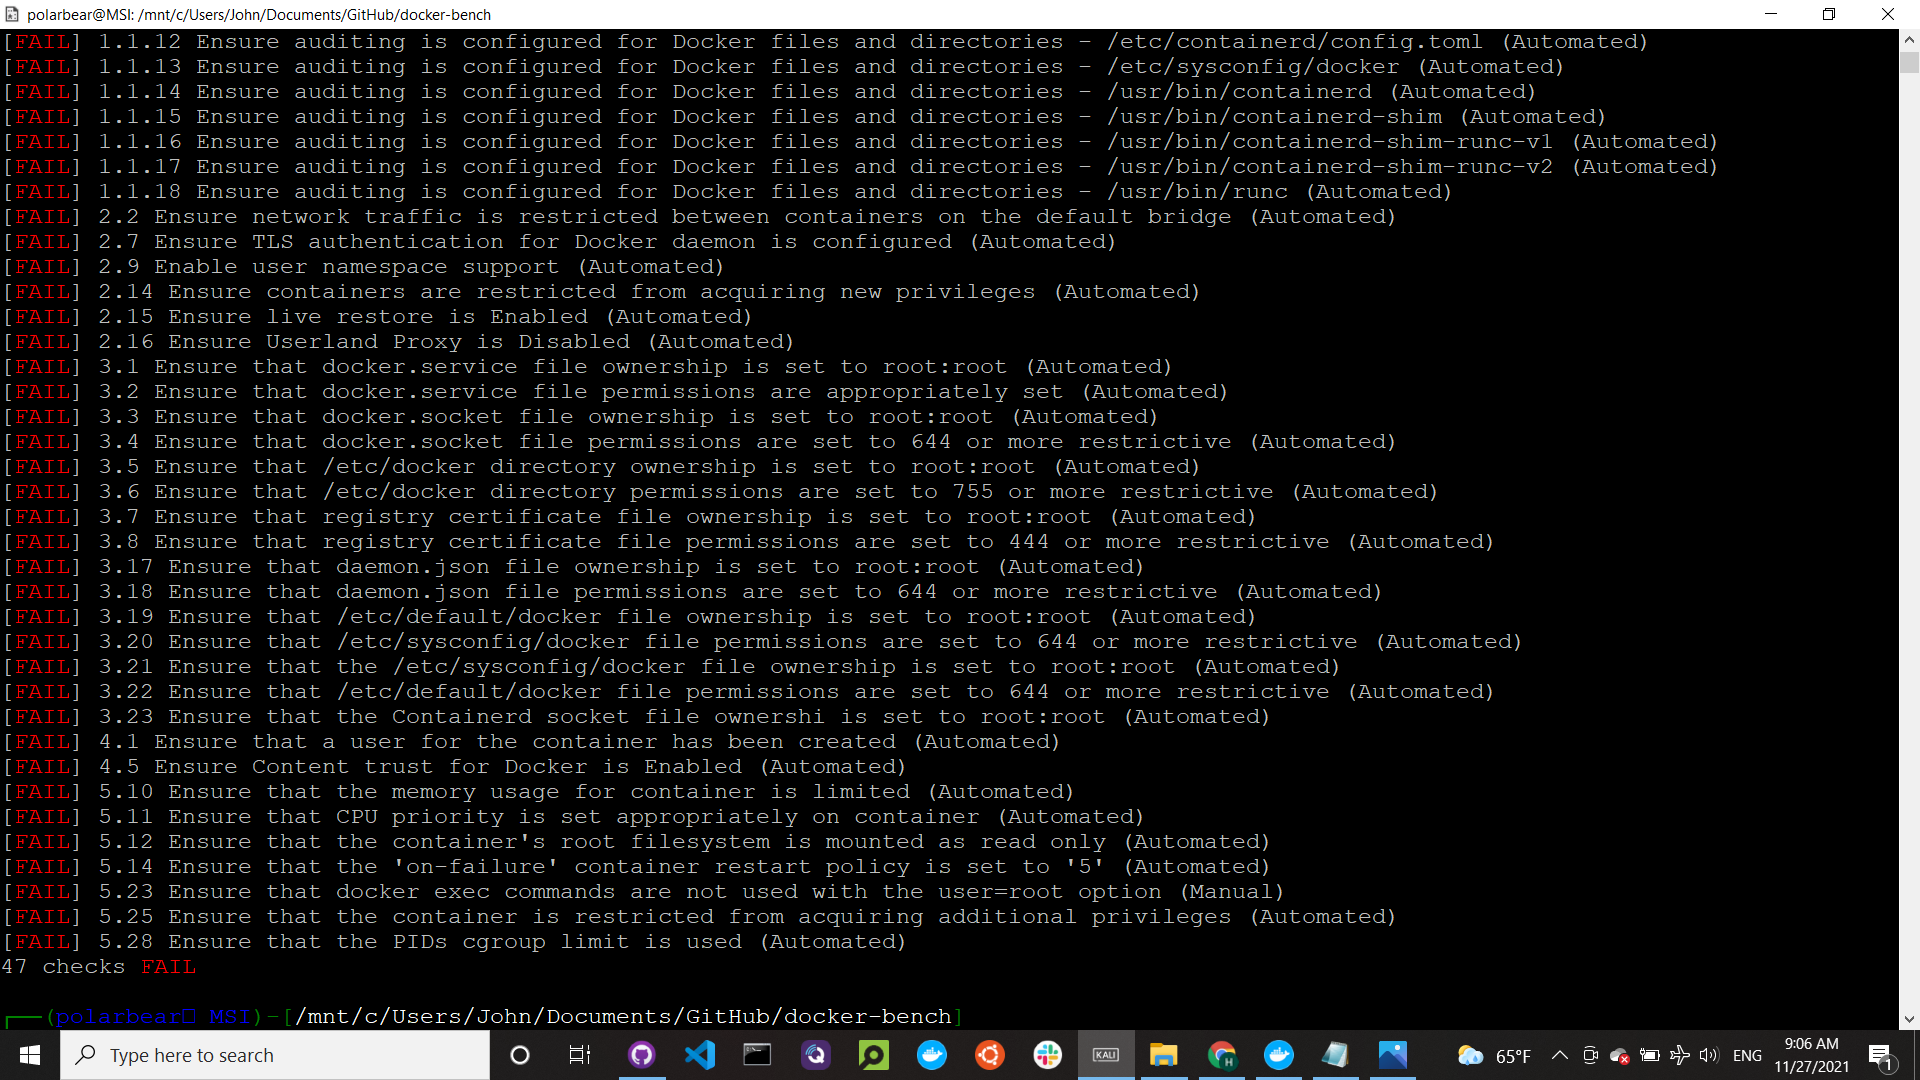 polarbear@MSI: /mnt/c/Users/John/Documents/GitHub/docker-bench
[FAIL] 1.1.12 Ensure auditing is configured for Docker files and directories - /etc/containerd/config.toml (Automated)
[FAIL] 1.1.13 Ensure auditing is configured for Docker files and directories - /etc/sysconfig/docker (Automated)
[FAIL] 1.1.14 Ensure auditing is configured for Docker files and directories - /usr/bin/containerd (Automated)
[FAIL] 1.1.15 Ensure auditing is configured for Docker files and directories - /usr/bin/containerd-shim (Automated)
[FAIL] 1.1.16 Ensure auditing is configured for Docker files and directories - /usr/bin/containerd-shim-runc-v1 (Automated)
[FAIL] 1.1.17 Ensure auditing is configured for Docker files and directories - /usr/bin/containerd-shim-runc-v2 (Automated)
[FAIL] 1.1.18 Ensure auditing is configured for Docker files and directories - /usr/bin/runc (Automated)
[FAIL] 2.2 Ensure network traffic is restricted between containers on the default bridge (Automated)
[FAIL] 2.7 Ensure TLS authentication for Docker daemon is configured (Automated)
[FAIL] 2.9 Enable user namespace support (Automated)
[FAIL] 2.14 Ensure containers are restricted from acquiring new privileges (Automated)
[FAIL] 2.15 Ensure live restore is Enabled (Automated)
[FAIL] 2.16 Ensure Userland Proxy is Disabled (Automated)
[FAIL] 3.1 Ensure that docker.service file ownership is set to root:root (Automated)
[FAIL] 3.2 Ensure that docker.service file permissions are appropriately set (Automated)
[FAIL] 3.3 Ensure that docker.socket file ownership is set to root:root (Automated)
[FAIL] 3.4 Ensure that docker.socket file permissions are set to 644 or more restrictive (Automated)
[FAIL] 3.5 Ensure that /etc/docker directory ownership is set to root:root (Automated)
[FAIL] 3.6 Ensure that /etc/docker directory permissions are set to 755 or more restrictive (Automated)
[FAIL] 3.7 Ensure that registry certificate file ownership is set to root:root (Automated)
[FAIL] 3.8 Ensure that registry certificate file permissions are set to 444 or more restrictive (Automated)
[FAIL] 3.17 Ensure that daemon.json file ownership is set to root:root (Automated)
[FAIL] 3.18 Ensure that daemon.json file permissions are set to 644 or more restrictive (Automated)
[FAIL] 3.19 Ensure that /etc/default/docker file ownership is set to root:root (Automated)
[FAIL] 3.20 Ensure that /etc/sysconfig/docker file permissions are set to 644 or more restrictive (Automated)
[FAIL] 3.21 Ensure that the /etc/sysconfig/docker file ownership is set to root:root (Automated)
[FAIL] 3.22 Ensure that /etc/default/docker file permissions are set to 644 or more restrictive (Automated)
[FAIL] 3.23 Ensure that the Containerd socket file ownershi is set to root:root (Automated)
[FAIL] 4.1 Ensure that a user for the container has been created (Automated)
[FAIL] 4.5 Ensure Content trust for Docker is Enabled (Automated)
[FAIL] 5.10 Ensure that the memory usage for container is limited (Automated)
[FAIL] 5.11 Ensure that CPU priority is set appropriately on container (Automated)
[FAIL] 5.12 Ensure that the container's root filesystem is mounted as read only (Automated)
[FAIL] 5.14 Ensure that the 'on-failure' container restart policy is set to '5' (Automated)
[FAIL] 5.23 Ensure that docker exec commands are not used with the user=root option (Manual)
[FAIL] 5.25 Ensure that the container is restricted from acquiring additional privileges (Automated)
[FAIL] 5.28 Ensure that the PIDs cgroup limit is used (Automated)
47 checks FAIL
┌──(polarbear□ MSI)-[/mnt/c/Users/John/Documents/GitHub/docker-bench]
Type here to search
KALI
H
65°F
ENG
9:06 AM
11/27/2021
1